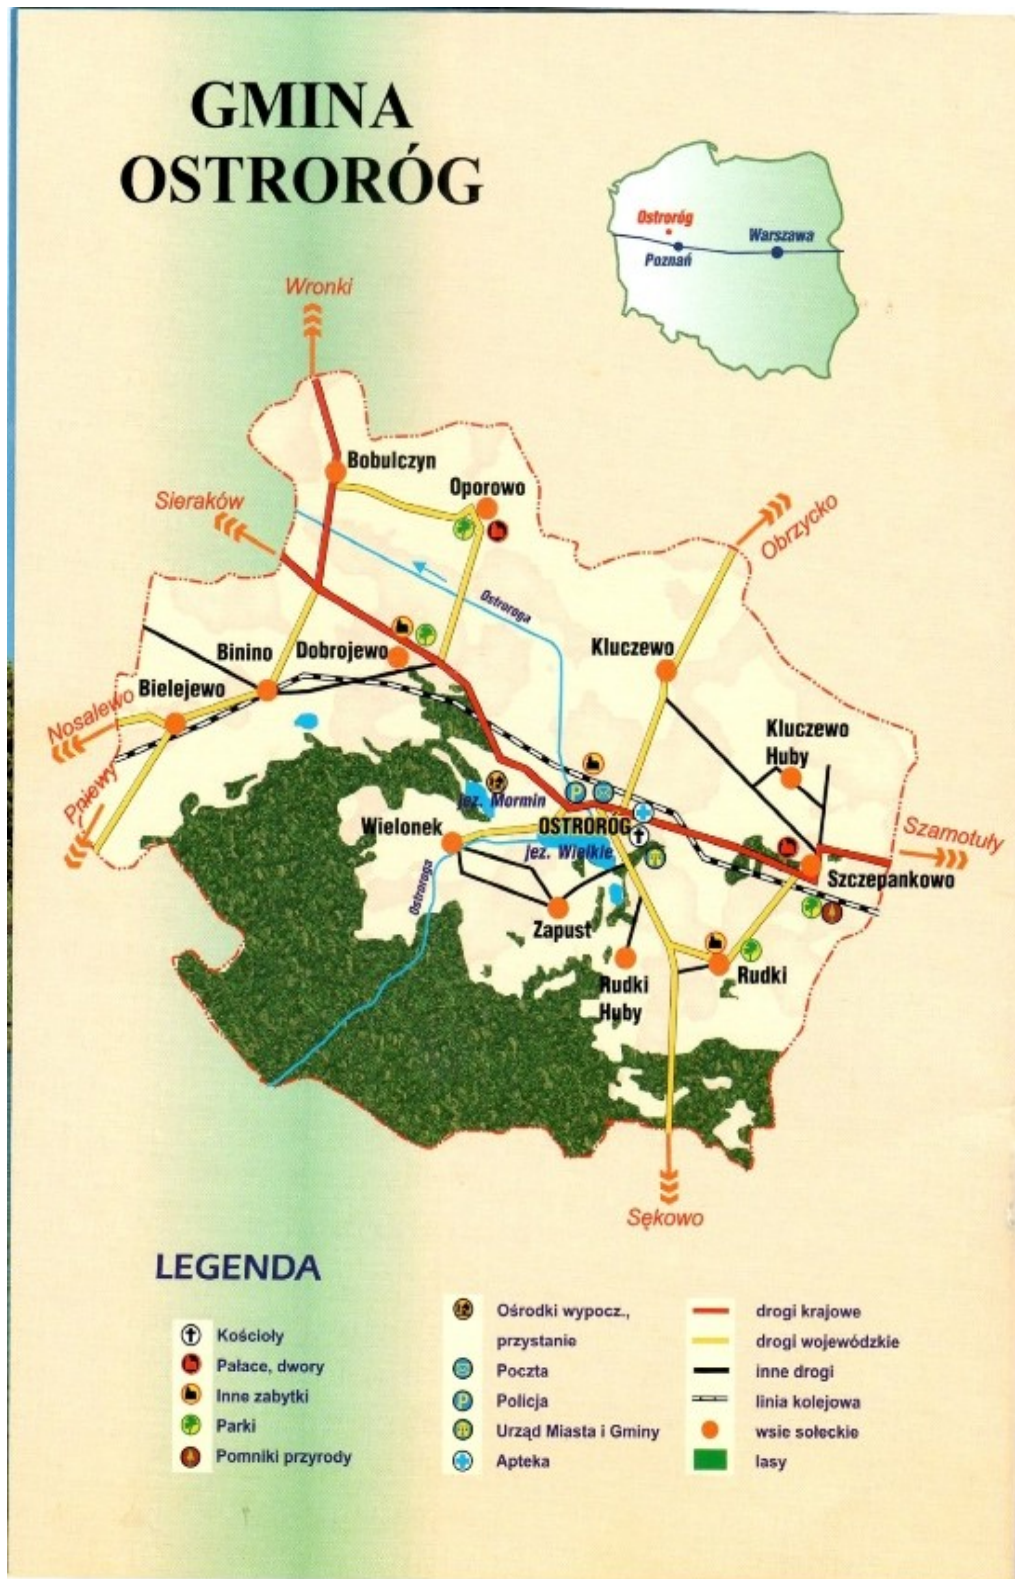 GMINA
OSTRORÓG
Ostroróg
Warszawa
Poznań
Wronki
Bobulczyn
Oporowo
Sieraków
Obrzycko
Ostroroga
Kluczewo
Binino
Dobrojewo
Bielejewo
Nosalewo
Kluczewo
Huby
Pniewy
jez. Mormin
Wielonek
OSTRORÓG
Szamotuły
jez. Wielkie
Szczepankowo
Ostroroga
Zapust
Rudki
Huby
Rudki
Sękowo
LEGENDA
Kościoły
Pałace, dwory
Inne zabytki
Parki
Pomniki przyrody
Ośrodki wypocz.,
przystanie
Poczta
Policja
Urząd Miasta i Gminy
Apteka
drogi krajowe
drogi wojewódzkie
inne drogi
linia kolejowa
wsie sołeckie
lasy